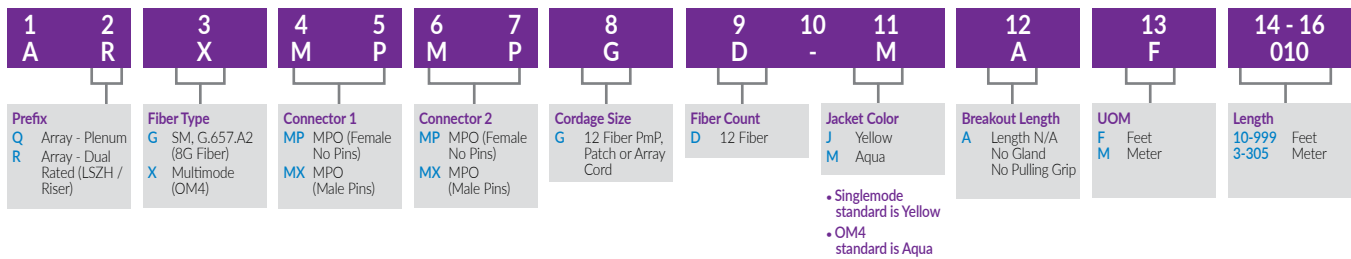 1 2
A R
3
X
4 5
M P
6 7
M P
8
G
9 10 11
D - M
12
A
13
F
14 - 16
010
Prefix
Q Array - Plenum
R Array - Dual
Rated (LSZH /
Riser)
Fiber Type
G SM, G.657.A2
(8G Fiber)
X Multimode
(OM4)
Connector 1
MP MPO (Female
No Pins)
MX MPO
(Male Pins)
Connector 2
MP MPO (Female
No Pins)
MX MPO
(Male Pins)
Cordage Size
G 12 Fiber PmP,
Patch or Array
Cord
Fiber Count
D 12 Fiber
Jacket Color
J Yellow
M Aqua
• Singlemode
standard is Yellow
• OM4
standard is Aqua
Breakout Length
A Length N/A
No Gland
No Pulling Grip
UOM
F Feet
M Meter
Length
10-999 Feet
3-305 Meter